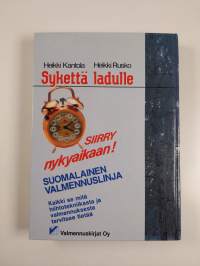 Heikki Kantola Heikki Rusko
Sykettä ladulle
SIIRRY
nykyaikaan!
SUOMALAINEN
VALMENNUSLINJA
Kaikki se mitä
hiihtotekniikasta ja
valmennuksesta
tarvitsee tietää
Valmennuskirjat Oy